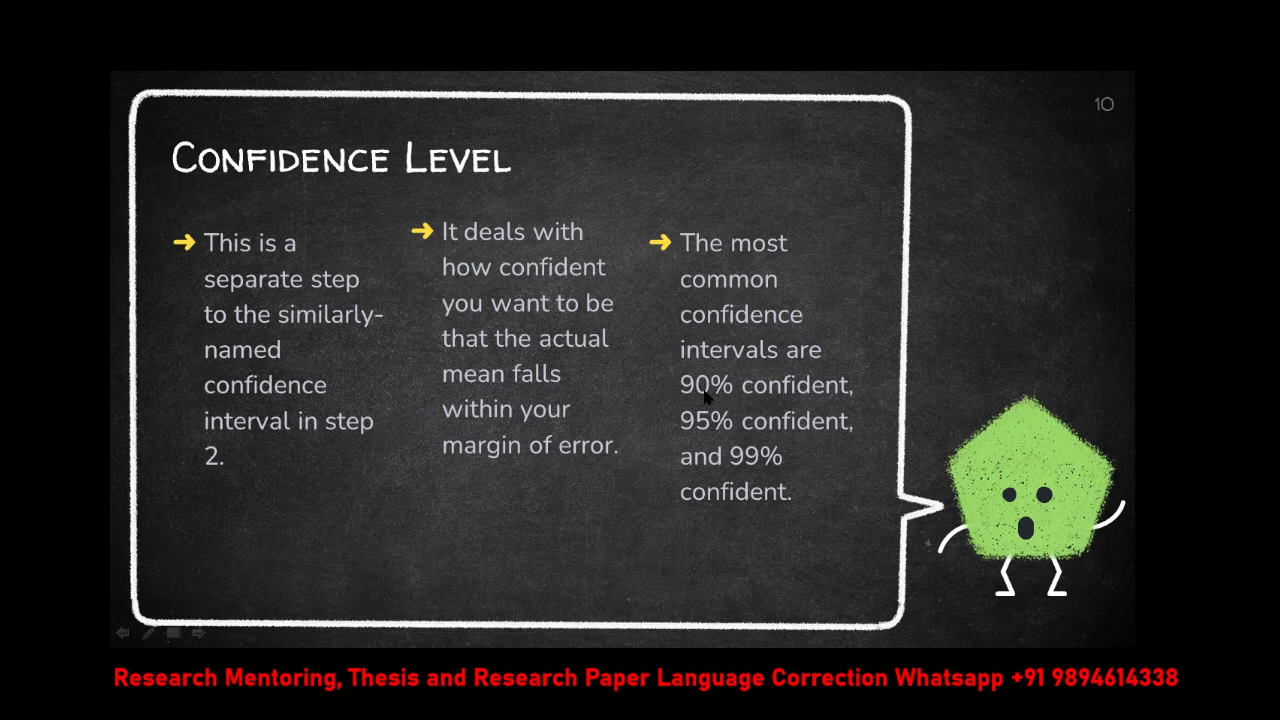 10
Confidence Level
This is a
separate step
to the similarly-
named
confidence
interval in step
2.
It deals with
how confident
you want to be
that the actual
mean falls
within your
margin of error.
The most
common
confidence
intervals are
90% confident,
95% confident,
and 99%
confident.
Research Mentoring, Thesis and Research Paper Language Correction Whatsapp +91 9894614338